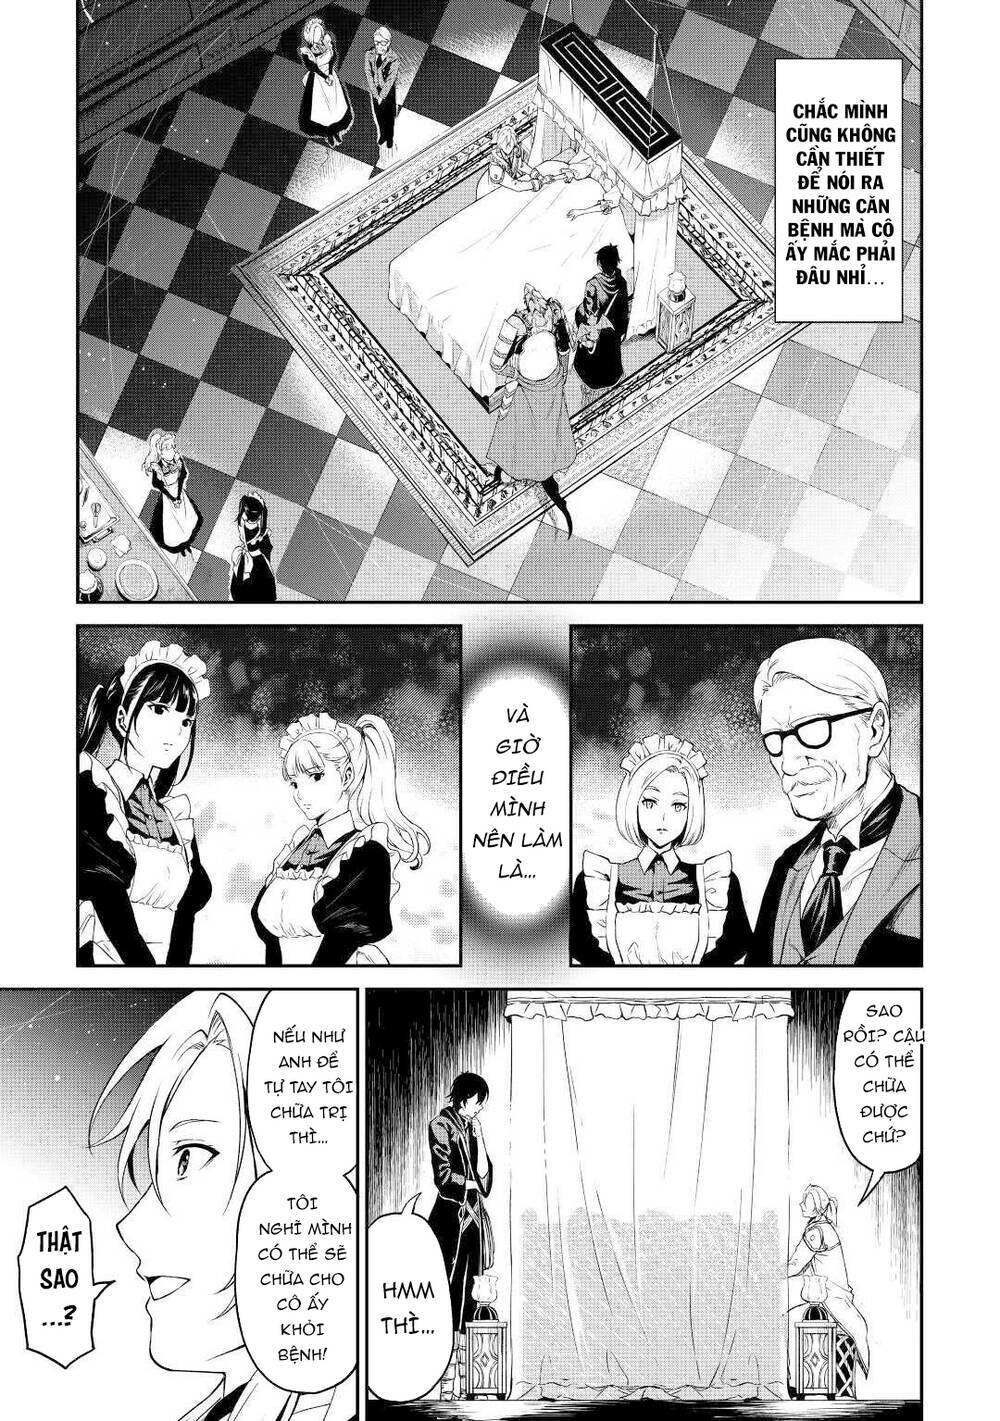 CHẮC MÌNH
CŨNG KHÔNG
CẦN THIẾT
ĐỂ NÓI RA
NHỮNG CĂN
BỆNH MÀ CÔ
ẤY MẮC PHẢI
ĐÂU NHỈ...
VÀ
GIỜ
ĐIỀU
MÌNH
NÊN LÀM
LÀ...
SAO
RỒI? CẬU
CÓ THỂ
CHỮA
ĐƯỢC
CHỨ?
HMM
THÌ...
NẾU NHƯ
ANH ĐỂ
TỰ TAY TÔI
CHỮA TRỊ
THÌ...
TÔI
NGHĨ MÌNH
CÓ THỂ SẼ
CHỮA CHO
CÔ ẤY
KHỎI
BỆNH!
THẬT
SAO
...?